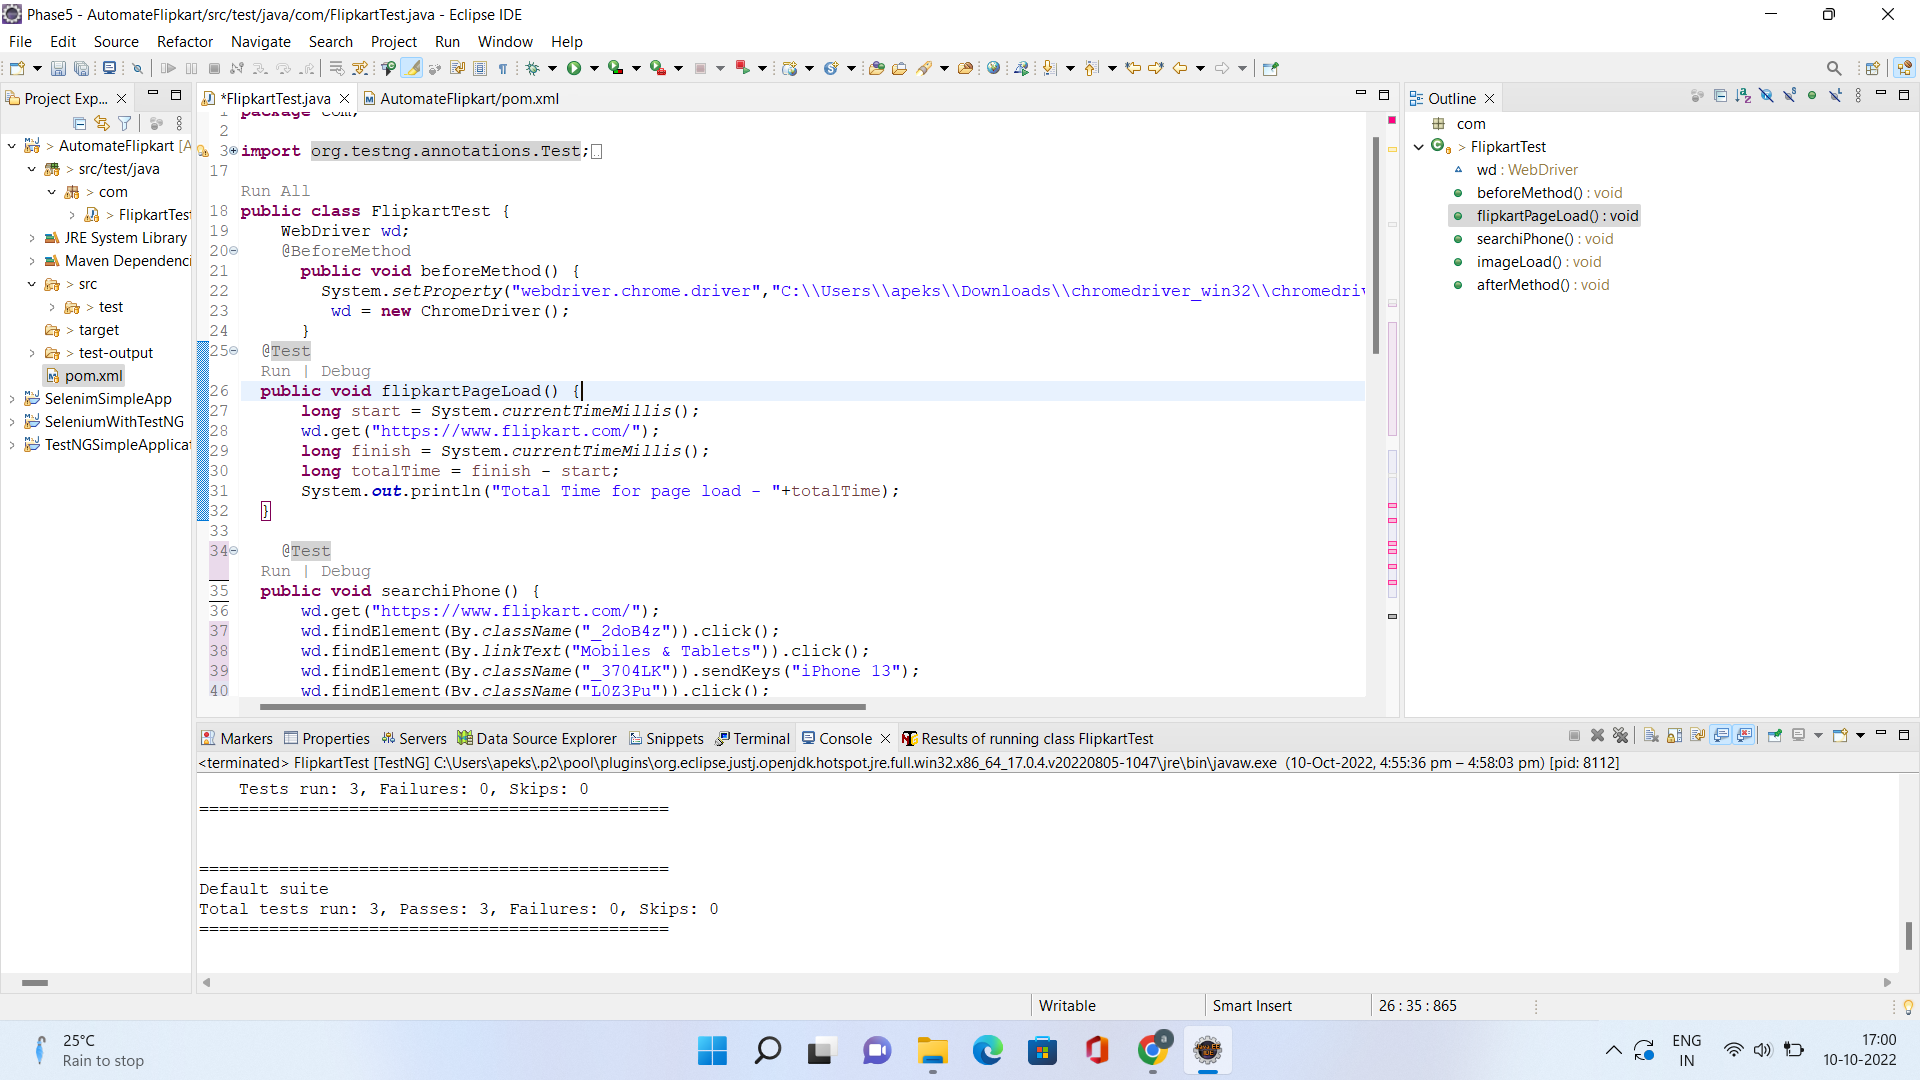 Phase5 - AutomateFlipkart/src/test/java/com/FlipkartTest.java - Eclipse IDE
File Edit Source Refactor Navigate Search Project Run Window Help
Project Exp...
AutomateFlipkart [A
src/test/java
com
FlipkartTest
JRE System Library
Maven Dependenci
src
test
target
test-output
pom.xml
SelenimSimpleApp
SeleniumWithTestNG
TestNGSimpleApplicat
*FlipkartTest.java AutomateFlipkart/pom.xml
1 package com;
2
3 import org.testng.annotations.Test;
17
Run All
18 public class FlipkartTest {
19 WebDriver wd;
20 @BeforeMethod
21 public void beforeMethod() {
22 System.setProperty("webdriver.chrome.driver","C:\\Users\\apeks\\Downloads\\chromedriver_win32\\chromedriv
23 wd = new ChromeDriver();
24 }
25 @Test
Run | Debug
26 public void flipkartPageLoad() {
27 long start = System.currentTimeMillis();
28 wd.get("https://www.flipkart.com/");
29 long finish = System.currentTimeMillis();
30 long totalTime = finish - start;
31 System.out.println("Total Time for page load - "+totalTime);
32 }
33
34 @Test
Run | Debug
35 public void searchiPhone() {
36 wd.get("https://www.flipkart.com/");
37 wd.findElement(By.className("_2doB4z")).click();
38 wd.findElement(By.linkText("Mobiles & Tablets")).click();
39 wd.findElement(By.className("_3704LK")).sendKeys("iPhone 13");
40 wd.findElement(By.className("L0Z3Pu")).click();
Outline
com
FlipkartTest
wd : WebDriver
beforeMethod() : void
flipkartPageLoad() : void
searchiPhone() : void
imageLoad() : void
afterMethod() : void
Markers Properties Servers Data Source Explorer Snippets Terminal Console Results of running class FlipkartTest
<terminated> FlipkartTest [TestNG] C:\Users\apeks\.p2\pool\plugins\org.eclipse.justj.openjdk.hotspot.jre.full.win32.x86_64_17.0.4.v20220805-1047\jre\bin\javaw.exe (10-Oct-2022, 4:55:36 pm – 4:58:03 pm) [pid: 8112]
Tests run: 3, Failures: 0, Skips: 0
===============================================
===============================================
Default suite
Total tests run: 3, Passes: 3, Failures: 0, Skips: 0
===============================================
Writable Smart Insert 26 : 35 : 865
25°C
Rain to stop
ENG
IN
17:00
10-10-2022